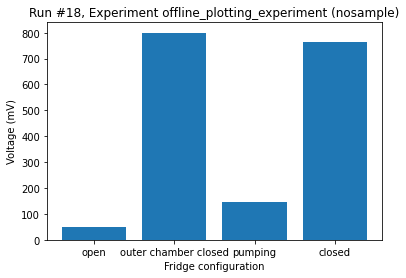 Run #18, Experiment offline_plotting_experiment (nosample)
Voltage (mV)
800
700
600
500
400
300
200
100
0
open outer chamber closed pumping closed
Fridge configuration